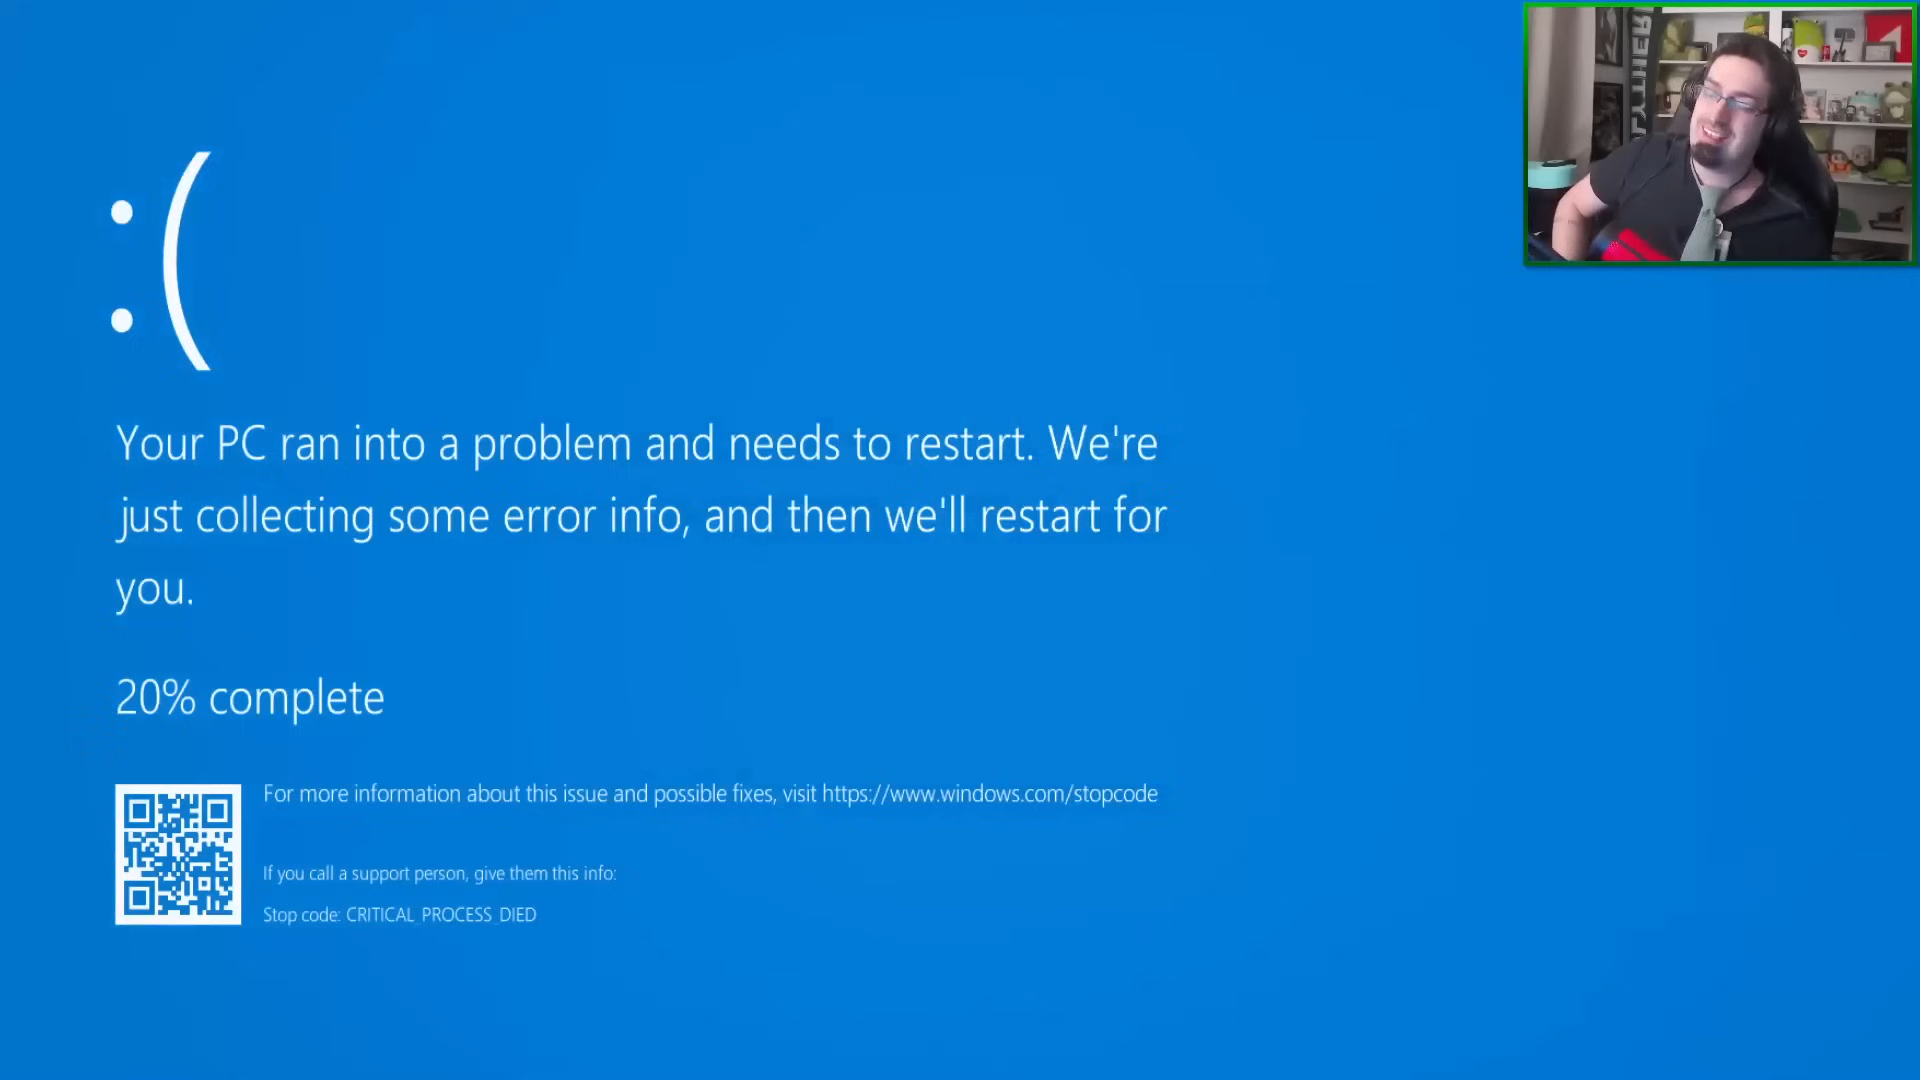 :(
Your PC ran into a problem and needs to restart. We're
just collecting some error info, and then we'll restart for
you.
20% complete
For more information about this issue and possible fixes, visit https://www.windows.com/stopcode
If you call a support person, give them this info:
Stop code: CRITICAL_PROCESS_DIED